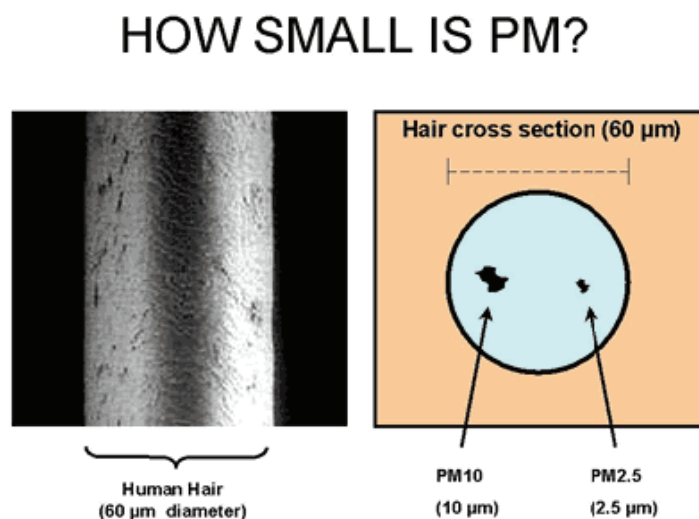 HOW SMALL IS PM?
Human Hair
(60 µm diameter)
Hair cross section (60 µm)
PM10
(10 µm)
PM2.5
(2.5 µm)